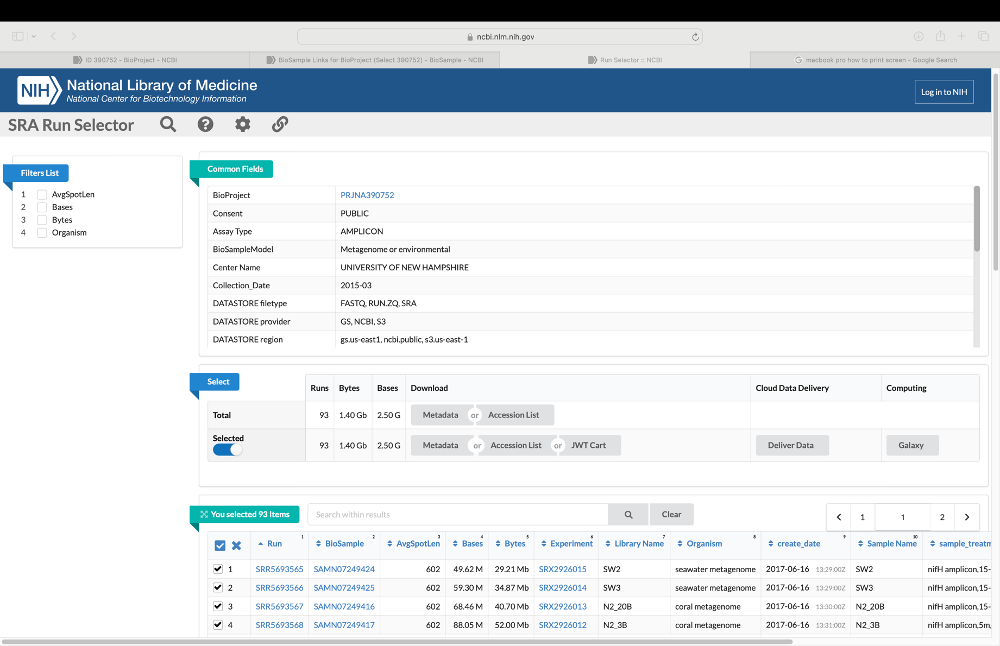 ncbi.nlm.nih.gov
ID 390752 - BioProject - NCBI
BioSample Links for BioProject (Select 390752) - BioSample - NCBI
Run Selector :: NCBI
G macbook pro how to print screen - Google Search
NIH National Library of Medicine
National Center for Biotechnology Information
Log in to NIH
SRA Run Selector
Filters List
1 AvgSpotLen
2 Bases
3 Bytes
4 Organism
Common Fields
BioProject PRJNA390752
Consent PUBLIC
Assay Type AMPLICON
BioSampleModel Metagenome or environmental
Center Name UNIVERSITY OF NEW HAMPSHIRE
Collection_Date 2015-03
DATASTORE filetype FASTQ, RUN.ZQ, SRA
DATASTORE provider GS, NCBI, S3
DATASTORE region gs.us-east1, ncbi.public, s3.us-east-1
Select
Runs Bytes Bases Download Cloud Data Delivery Computing
Total 93 1.40 Gb 2.50 G Metadata or Accession List
Selected 93 1.40 Gb 2.50 G Metadata or Accession List or JWT Cart Deliver Data Galaxy
You selected 93 Items Search within results Clear 1 1 2
Run 1 BioSample 2 AvgSpotLen 3 Bases 4 Bytes 5 Experiment 6 Library Name 7 Organism 8 create_date 9 Sample Name 10 sample_treatm
1 SRR5693565 SAMN07249424 602 49.62 M 29.21 Mb SRX2926015 SW2 seawater metagenome 2017-06-16 13:29:00Z SW2 nifH amplicon,15-
2 SRR5693566 SAMN07249425 602 59.30 M 34.87 Mb SRX2926014 SW3 seawater metagenome 2017-06-16 13:29:00Z SW3 nifH amplicon,15-
3 SRR5693567 SAMN07249416 602 68.46 M 40.70 Mb SRX2926013 N2_20B coral metagenome 2017-06-16 13:30:00Z N2_20B nifH amplicon,15-
4 SRR5693568 SAMN07249417 602 88.05 M 52.00 Mb SRX2926012 N2_3B coral metagenome 2017-06-16 13:31:00Z N2_3B nifH amplicon,5m,